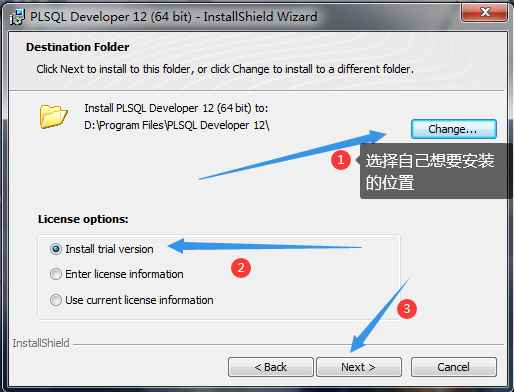 PLSQL Developer 12 (64 bit) - InstallShield Wizard
Destination Folder
Click Next to install to this folder, or click Change to install to a different folder.
Install PLSQL Developer 12 (64 bit) to:
D:\Program Files\PLSQL Developer 12\
Change...
1
选择自己想要安装
的位置
License options:
Install trial version
2
Enter license information
Use current license information
3
InstallShield
< Back
Next >
Cancel